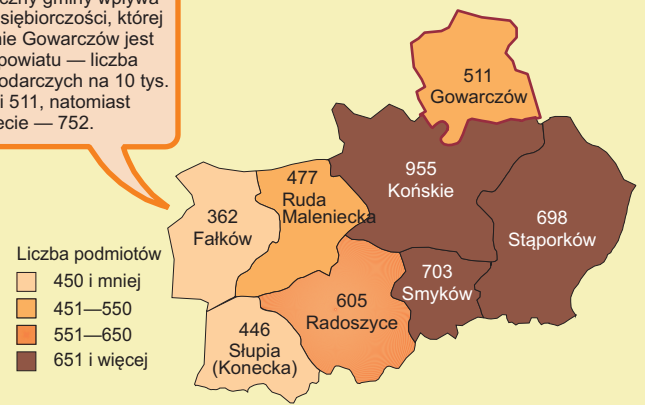 czny gminy wpływa
siębiorczości, której
nie Gowarczów jest
powiatu — liczba
odarczych na 10 tys.
i 511, natomiast
ecie — 752.
511
Gowarczów
955
Końskie
477
Ruda
Maleniecka
698
Stąporków
362
Fałków
703
Smyków
605
Radoszyce
446
Słupia
(Konecka)
Liczba podmiotów
450 i mniej
451—550
551—650
651 i więcej